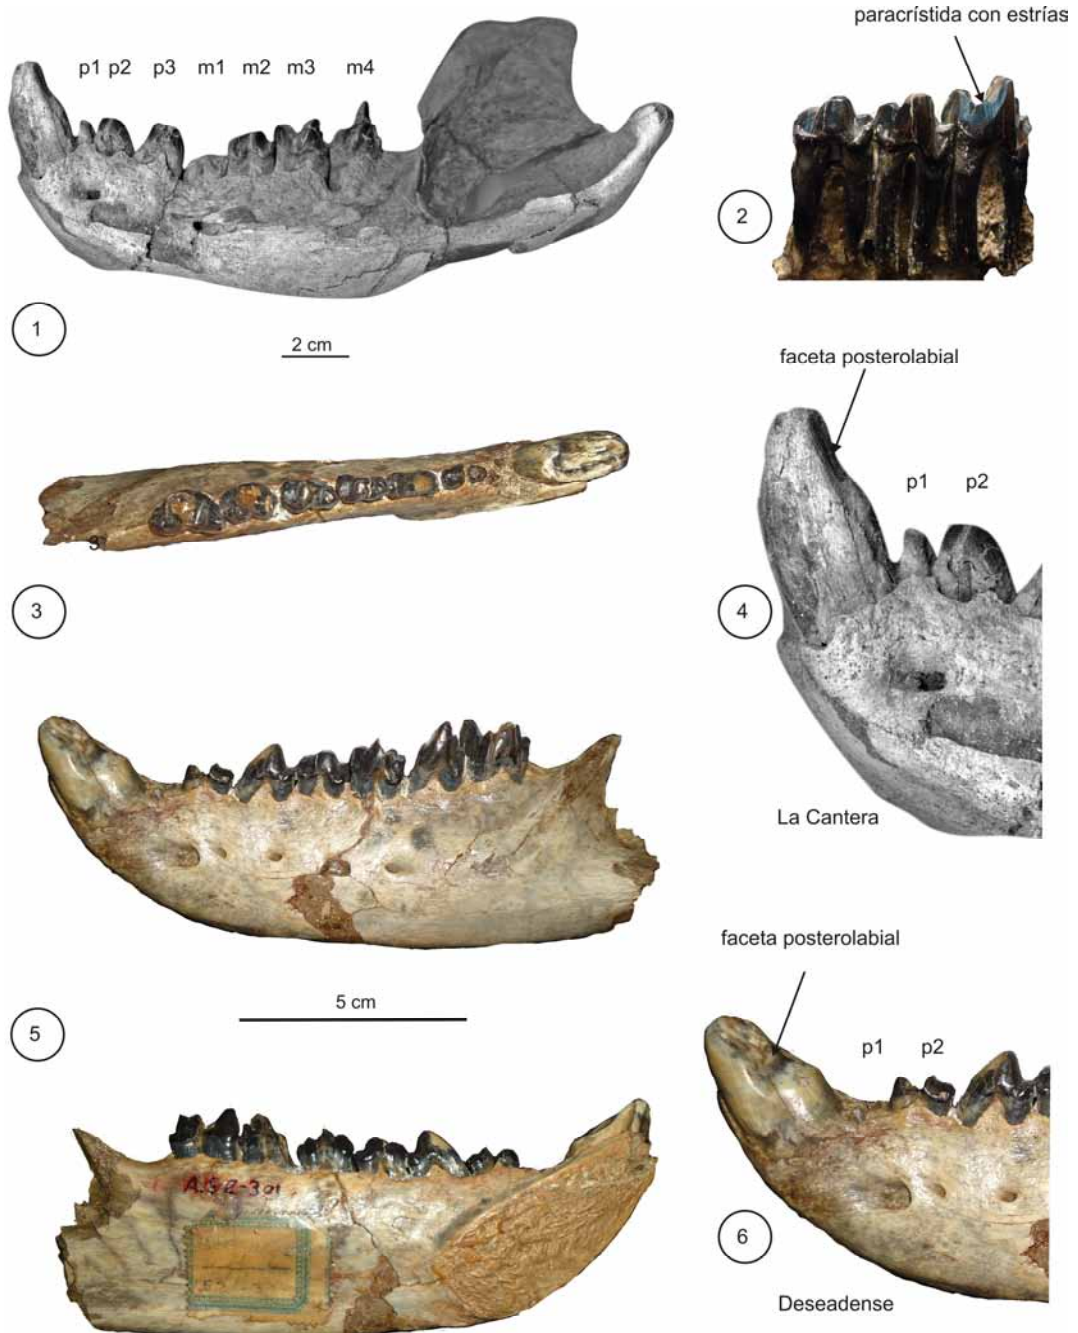 paracrístida con estrías
p1 p2 p3 m1 m2 m3 m4
2
1
2 cm
faceta posterolabial
p1 p2
3
4
La Cantera
faceta posterolabial
5 cm
5
p1 p2
6
Deseadense